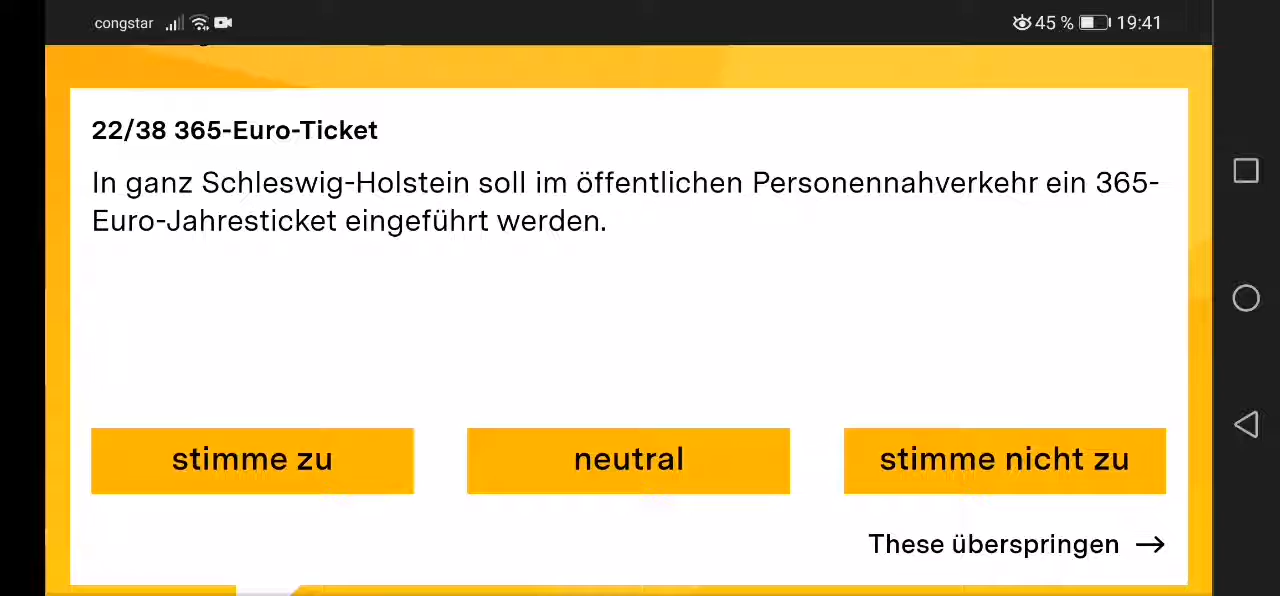 congstar 45 % 19:41
22/38 365-Euro-Ticket
In ganz Schleswig-Holstein soll im öffentlichen Personennahverkehr ein 365-
Euro-Jahresticket eingeführt werden.
stimme zu neutral stimme nicht zu
These überspringen →